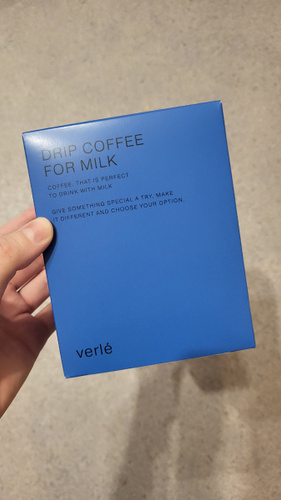 DRIP COFFEE
FOR MILK
COFFEE, THAT IS PERFECT
TO DRINK WITH MILK
GIVE SOMETHING SPECIAL A TRY, MAKE
IT DIFFERENT AND CHOOSE YOUR OPTION
verlé